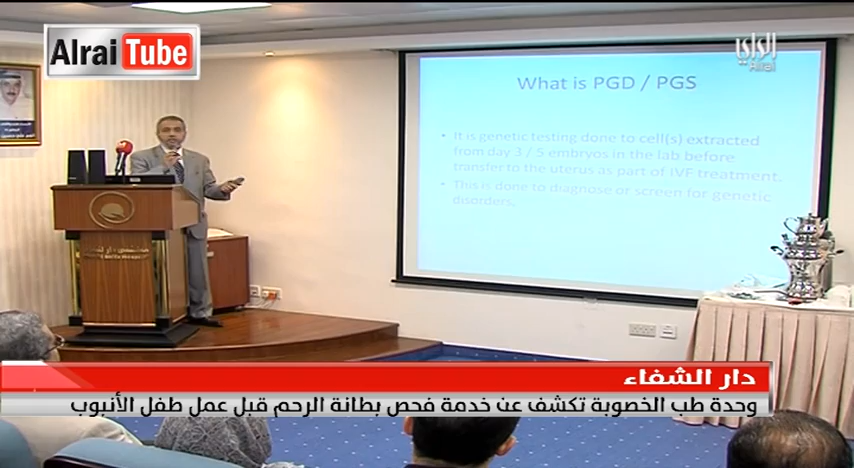 Alrai Tube
الراي
Alrai
What is PGD / PGS
• It is genetic testing done to cell(s) extracted
from day 3 / 5 embryos in the lab before
transfer to the uterus as part of IVF treatment.
• This is done to diagnose or screen for genetic
disorders.
دار الشفاء
وحدة طب الخصوبة تكشف عن خدمة فحص بطانة الرحم قبل عمل طفل الأنبوب